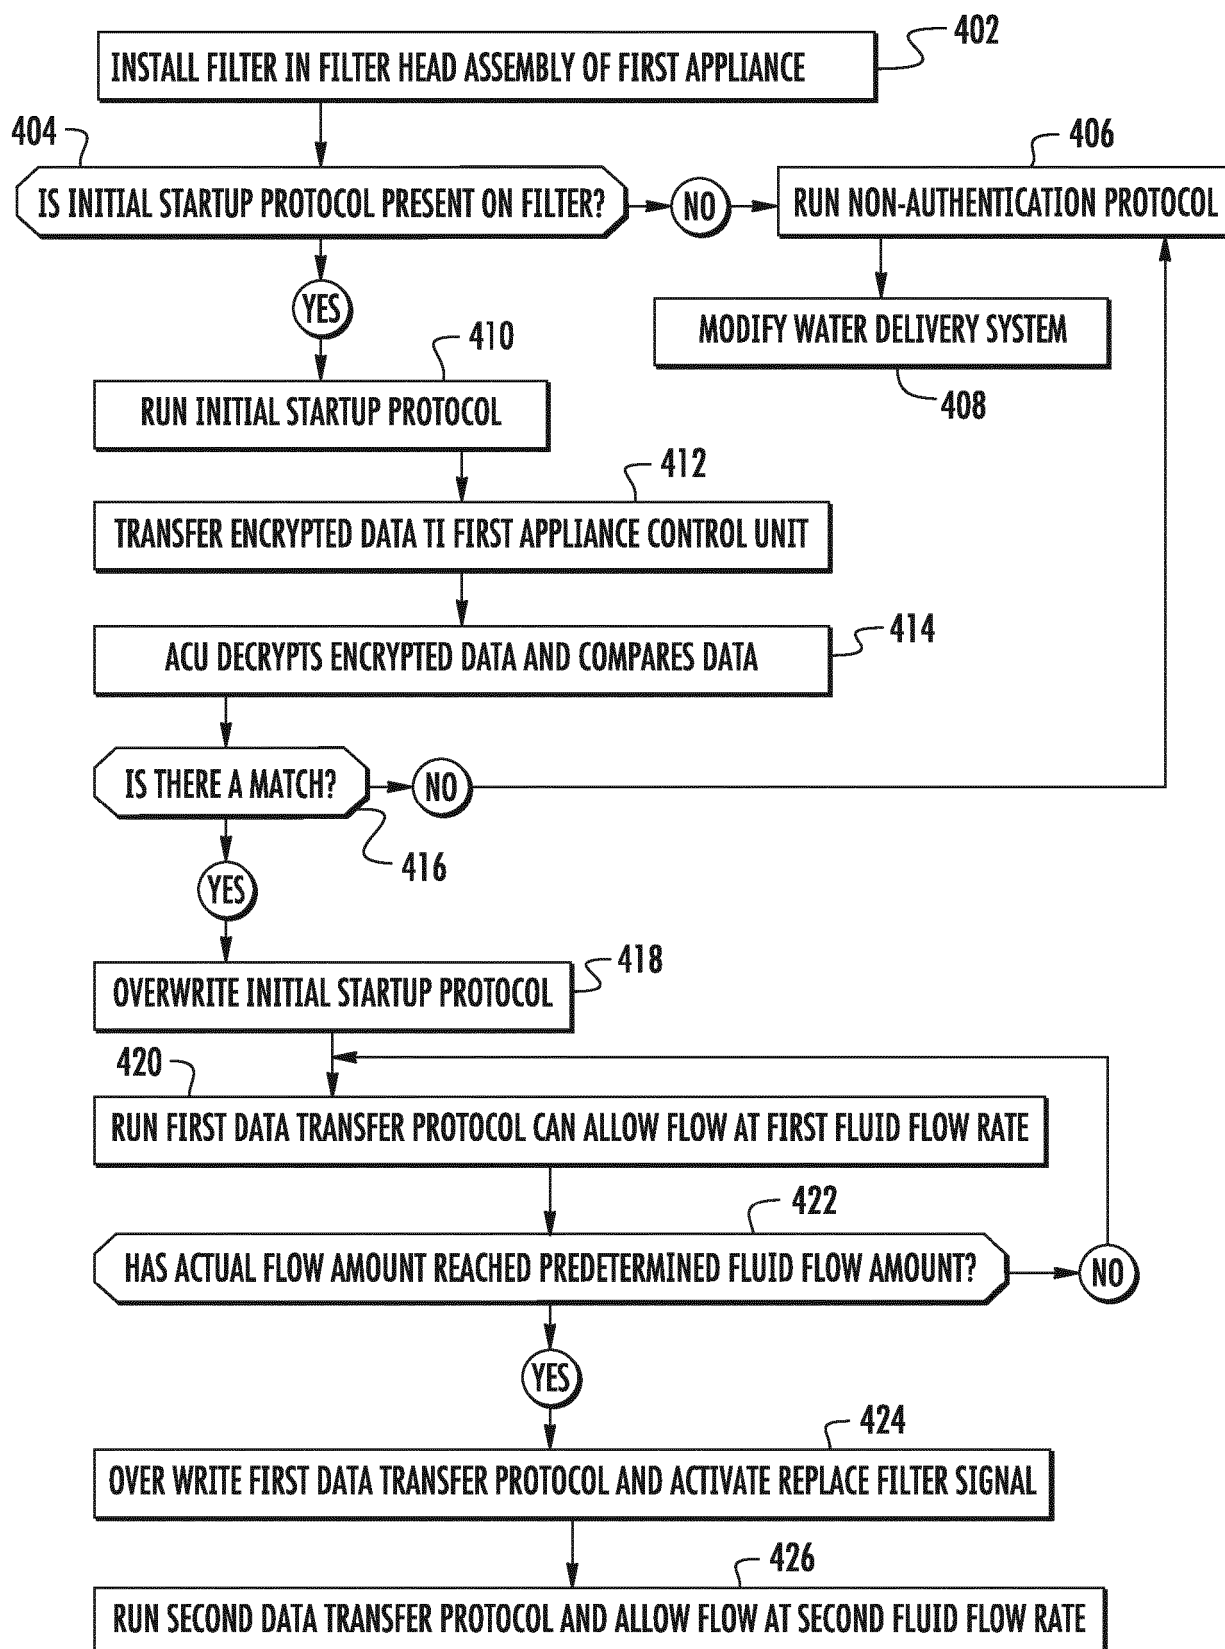 402
INSTALL FILTER IN FILTER HEAD ASSEMBLY OF FIRST APPLIANCE
404
406
IS INITIAL STARTUP PROTOCOL PRESENT ON FILTER?
NO
RUN NON-AUTHENTICATION PROTOCOL
YES
MODIFY WATER DELIVERY SYSTEM
408
410
RUN INITIAL STARTUP PROTOCOL
412
TRANSFER ENCRYPTED DATA TI FIRST APPLIANCE CONTROL UNIT
414
ACU DECRYPTS ENCRYPTED DATA AND COMPARES DATA
IS THERE A MATCH?
NO
416
YES
418
OVERWRITE INITIAL STARTUP PROTOCOL
420
RUN FIRST DATA TRANSFER PROTOCOL CAN ALLOW FLOW AT FIRST FLUID FLOW RATE
422
HAS ACTUAL FLOW AMOUNT REACHED PREDETERMINED FLUID FLOW AMOUNT?
NO
YES
424
OVER WRITE FIRST DATA TRANSFER PROTOCOL AND ACTIVATE REPLACE FILTER SIGNAL
426
RUN SECOND DATA TRANSFER PROTOCOL AND ALLOW FLOW AT SECOND FLUID FLOW RATE